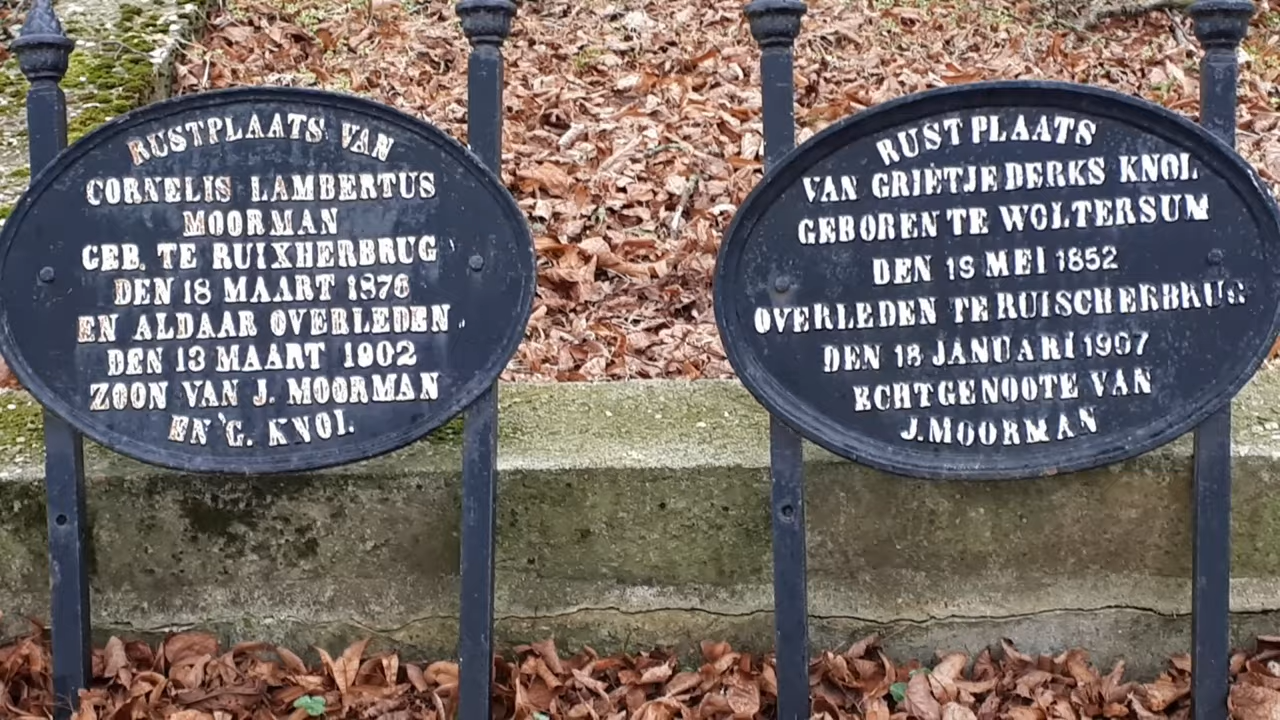 RUSTPLAATS VAN
CORNELIS LAMBERTUS
MOORMAN
GEB. TE RUIXHERBRUG
DEN 18 MAART 1876
EN ALDAAR OVERLEDEN
DEN 13 MAART 1902
ZOON VAN J. MOORMAN
EN G. KNOL.
RUSTPLAATS
VAN GRIETJE DERKS KNOL
GEBOREN TE WOLTERSUM
DEN 19 MEI 1852
OVERLEDEN TE RUISCHERBRUG
DEN 18 JANUARI 1907
ECHTGENOOTE VAN
J. MOORMAN